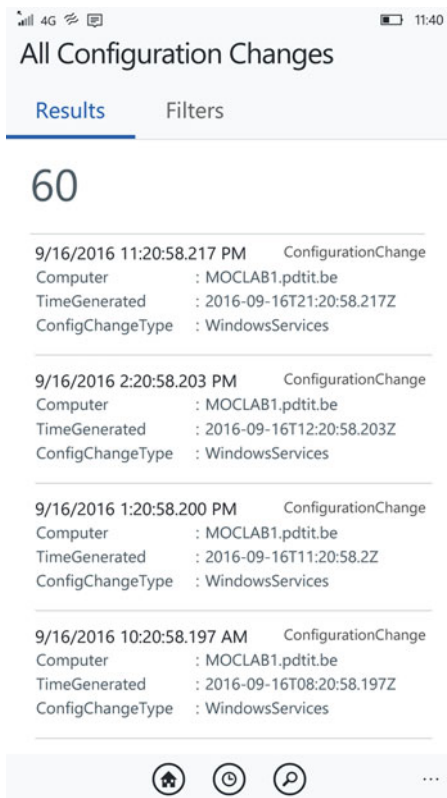 4G 11:40
All Configuration Changes
Results Filters
60
9/16/2016 11:20:58.217 PM ConfigurationChange
Computer : MOCLAB1.pdtit.be
TimeGenerated : 2016-09-16T21:20:58.217Z
ConfigChangeType : WindowsServices
9/16/2016 2:20:58.203 PM ConfigurationChange
Computer : MOCLAB1.pdtit.be
TimeGenerated : 2016-09-16T12:20:58.203Z
ConfigChangeType : WindowsServices
9/16/2016 1:20:58.200 PM ConfigurationChange
Computer : MOCLAB1.pdtit.be
TimeGenerated : 2016-09-16T11:20:58.2Z
ConfigChangeType : WindowsServices
9/16/2016 10:20:58.197 AM ConfigurationChange
Computer : MOCLAB1.pdtit.be
TimeGenerated : 2016-09-16T08:20:58.197Z
ConfigChangeType : WindowsServices
...